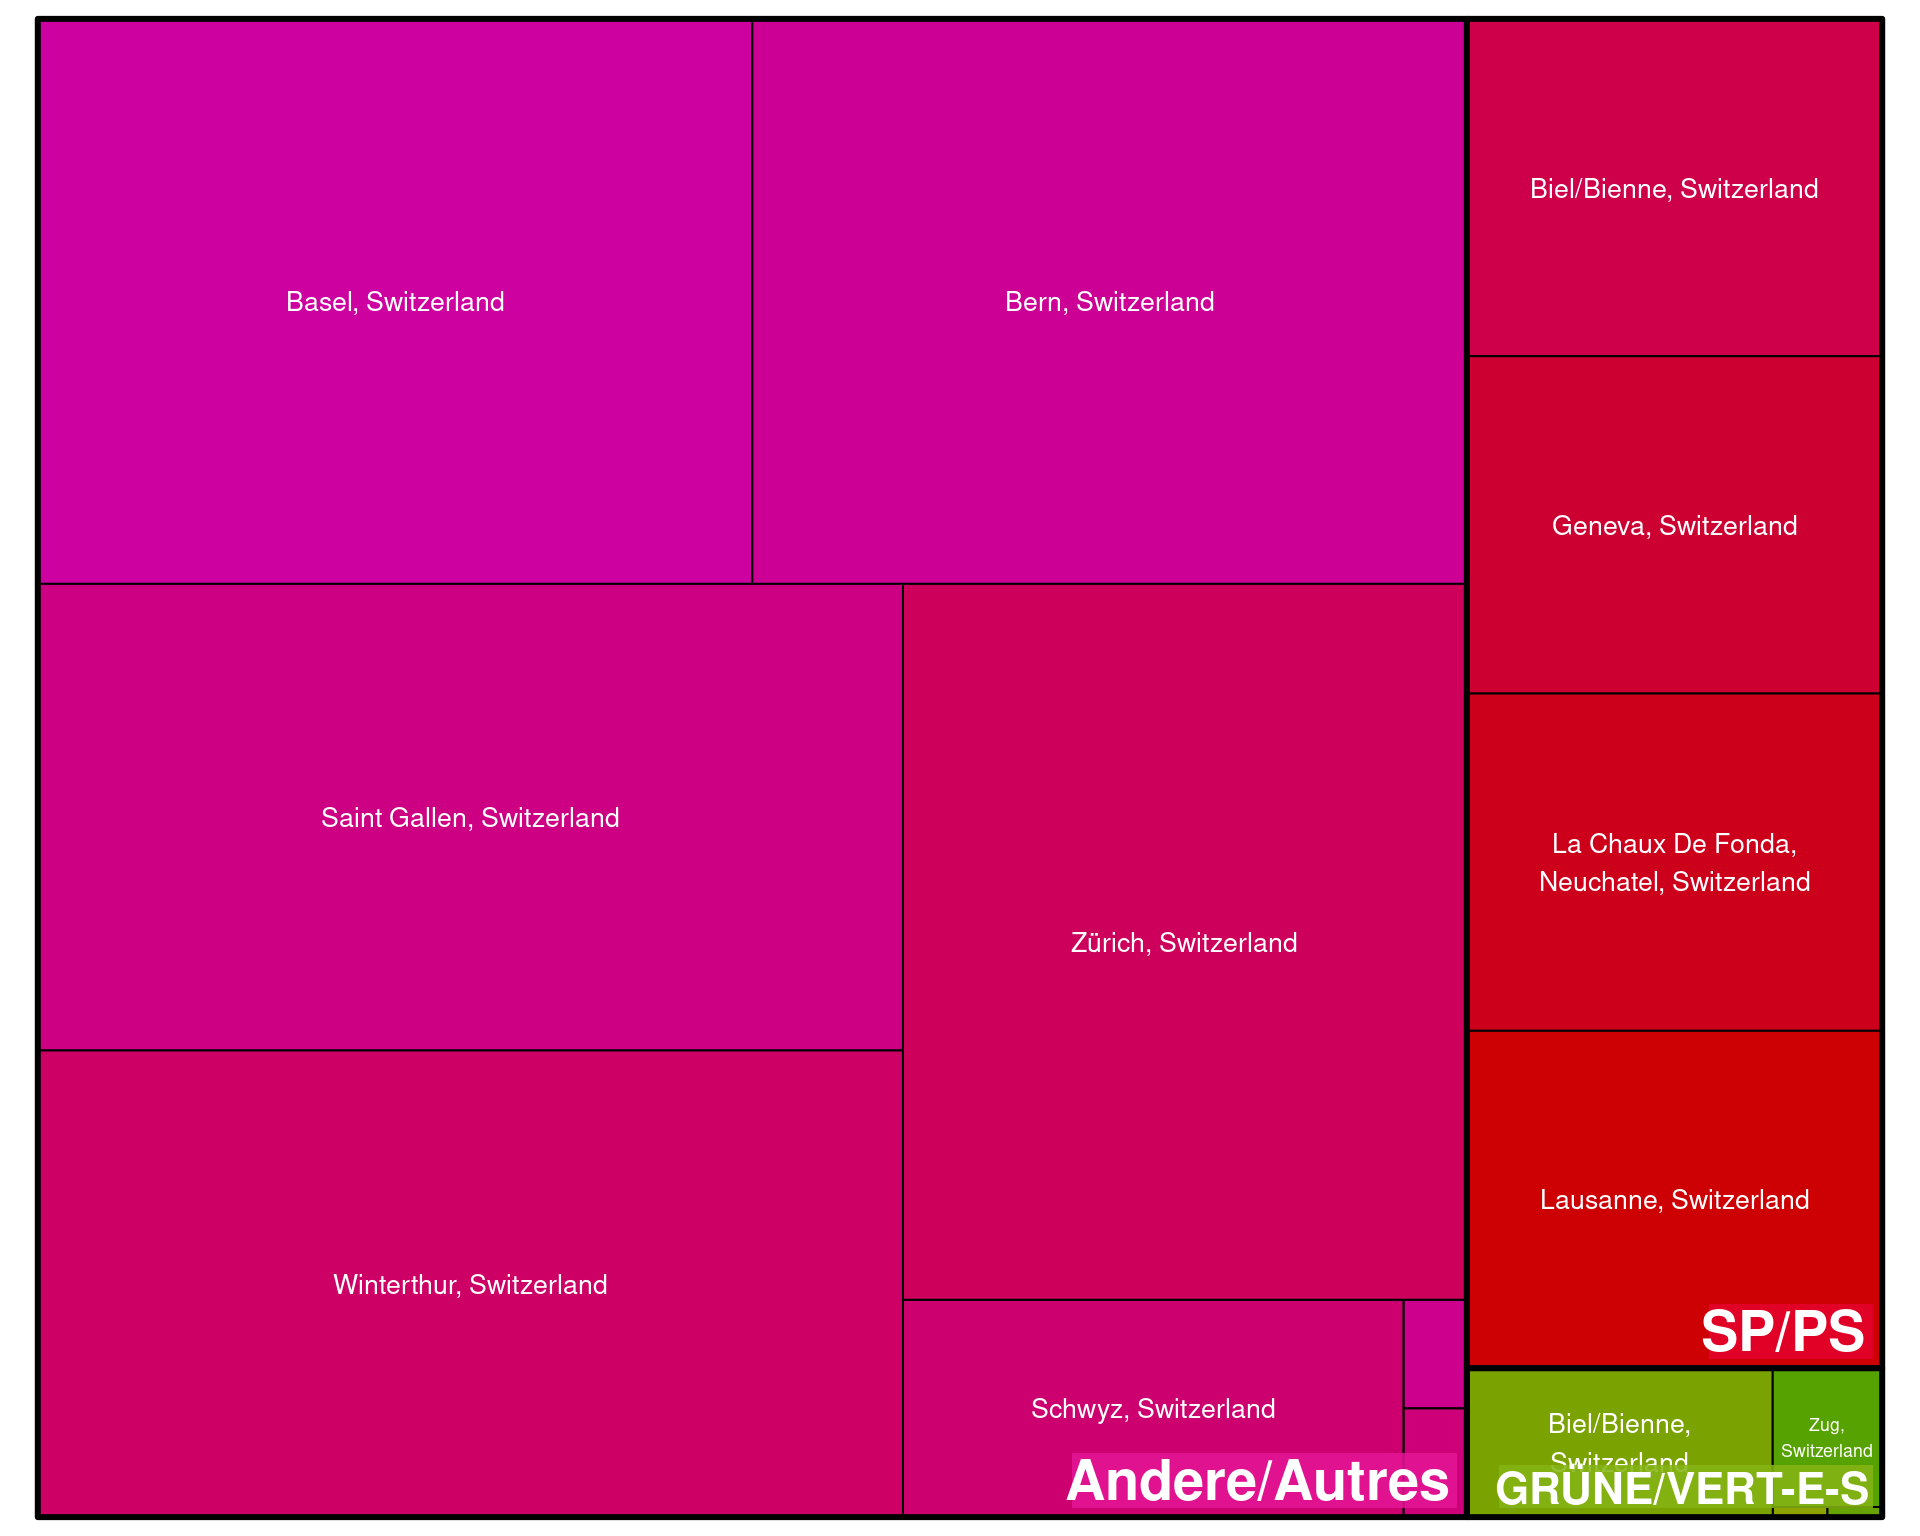 Basel, Switzerland
Bern, Switzerland
Biel/Bienne, Switzerland
Geneva, Switzerland
Saint Gallen, Switzerland
Zürich, Switzerland
La Chaux De Fonda,
Neuchatel, Switzerland
Lausanne, Switzerland
Winterthur, Switzerland
SP/PS
Schwyz, Switzerland
Andere/Autres
Biel/Bienne,
Switzerland
Zug,
Switzerland
GRÜNE/VERT-E-S